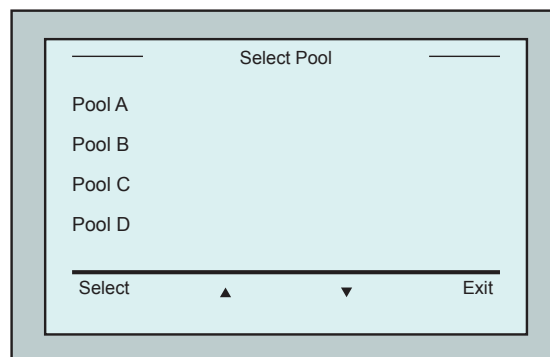 Select Pool
Pool A
Pool B
Pool C
Pool D
Select ▲ ▼ Exit